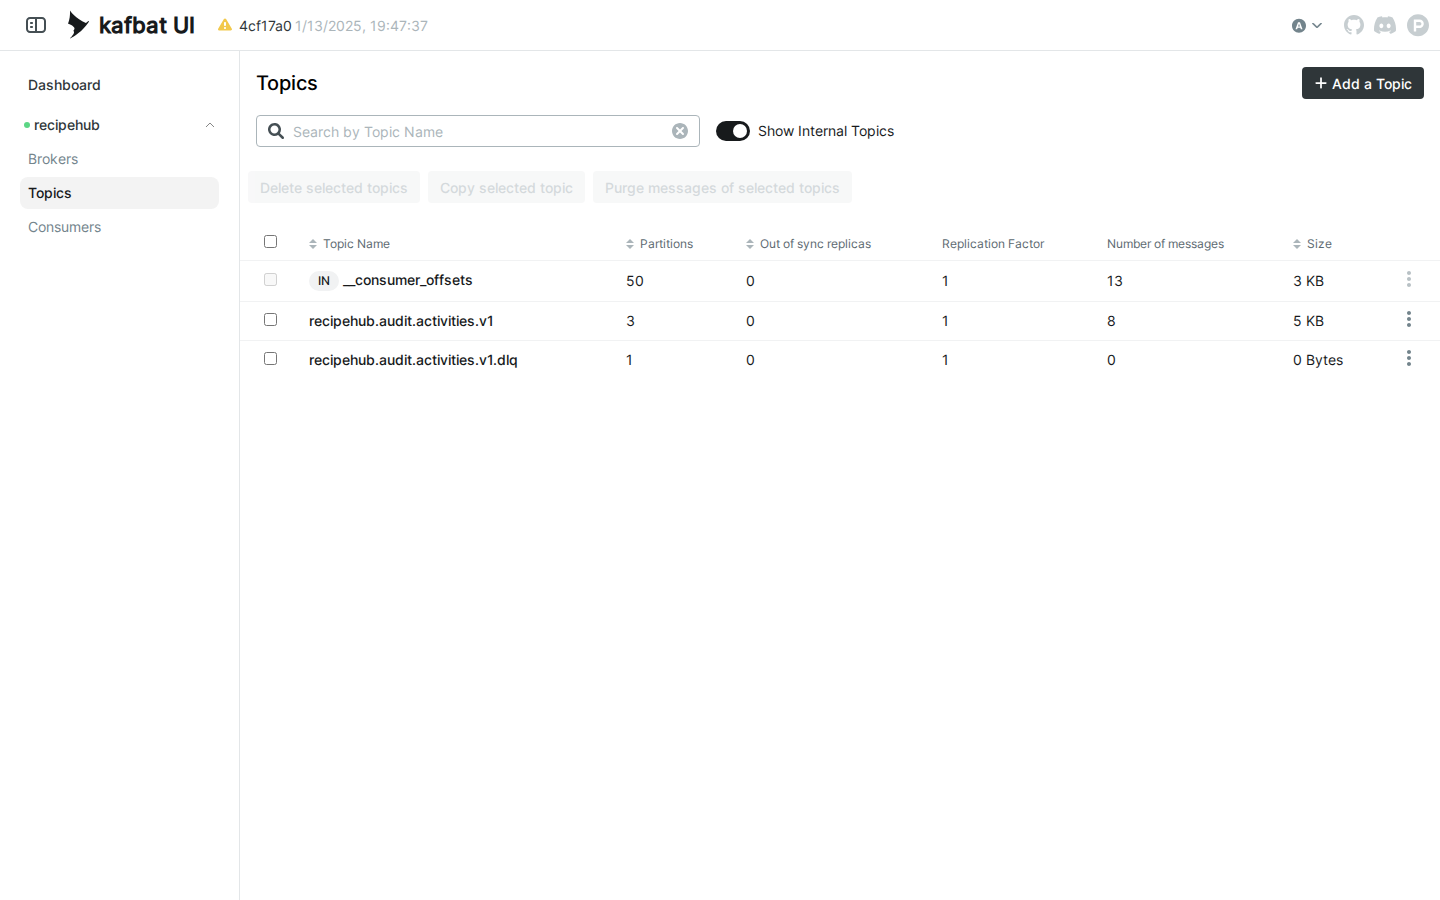 kafbat UI 4cf17a0 1/13/2025, 19:47:37 A
Dashboard
recipehub
Brokers
Topics
Consumers
Topics
Add a Topic
Search by Topic Name
Show Internal Topics
Delete selected topics Copy selected topic Purge messages of selected topics
Topic Name Partitions Out of sync replicas Replication Factor Number of messages Size
IN __consumer_offsets 50 0 1 13 3 KB
recipehub.audit.activities.v1 3 0 1 8 5 KB
recipehub.audit.activities.v1.dlq 1 0 1 0 0 Bytes